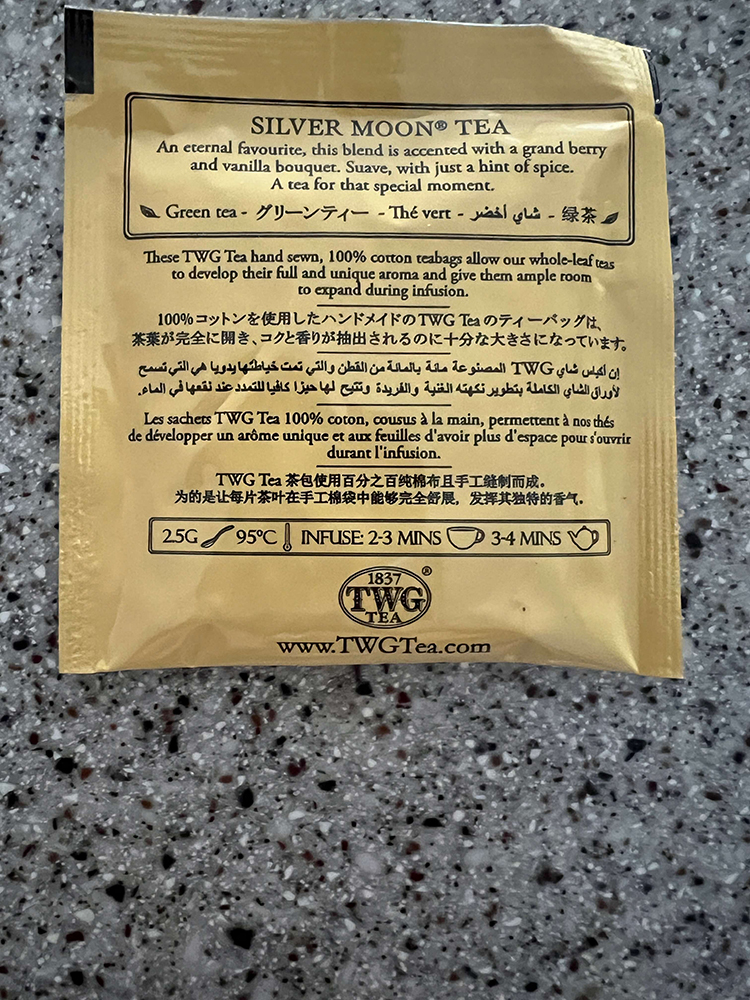 SILVER MOON® TEA
An eternal favourite, this blend is accented with a grand berry
and vanilla bouquet. Suave, with just a hint of spice.
A tea for that special moment.
Green tea - グリーンティー - Thé vert - شاي أخضر - 绿茶
These TWG Tea hand sewn, 100% cotton teabags allow our whole-leaf teas
to develop their full and unique aroma and give them ample room
to expand during infusion.
100%コットンを使用したハンドメイドのTWG Teaのティーバッグは、
茶葉が完全に開き、コクと香りが抽出されるのに十分な大きさになっています。
إن أكياس شاي TWG المصنوعة مائة بالمائة من القطن والتي تمت خياطتها يدويا هي التي تسمح
لأوراق الشاي الكاملة بتطوير نكهته الغنية والفريدة وتتيح لها حيزا كافيا للتمدد عند نقعها في الماء.
Les sachets TWG Tea 100% coton, cousus à la main, permettent à nos thés
de développer un arôme unique et aux feuilles d'avoir plus d'espace pour s'ouvrir
durant l'infusion.
TWG Tea 茶包使用百分之百纯棉布且手工缝制而成。
为的是让每片茶叶在手工棉袋中能够完全舒展，发挥其独特的香气.
2.5G 95ºC INFUSE: 2-3 MINS 3-4 MINS
1837
TWG
TEA
®
www.TWGTea.com